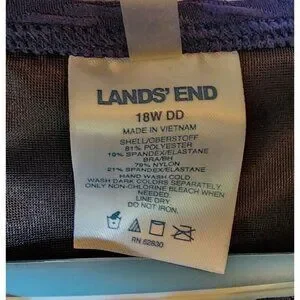 LANDS' END
18W DD
MADE IN VIETNAM
SHELL/OBERSTOFF
81% POLYESTER
19% SPANDEX/ELASTANE
BRA/BH
79% NYLON
21% SPANDEX/ELASTANE
HAND WASH COLD
WASH DARK COLORS SEPARATELY.
ONLY NON-CHLORINE BLEACH WHEN
NEEDED.
LINE DRY.
DO NOT IRON.
RN 62830